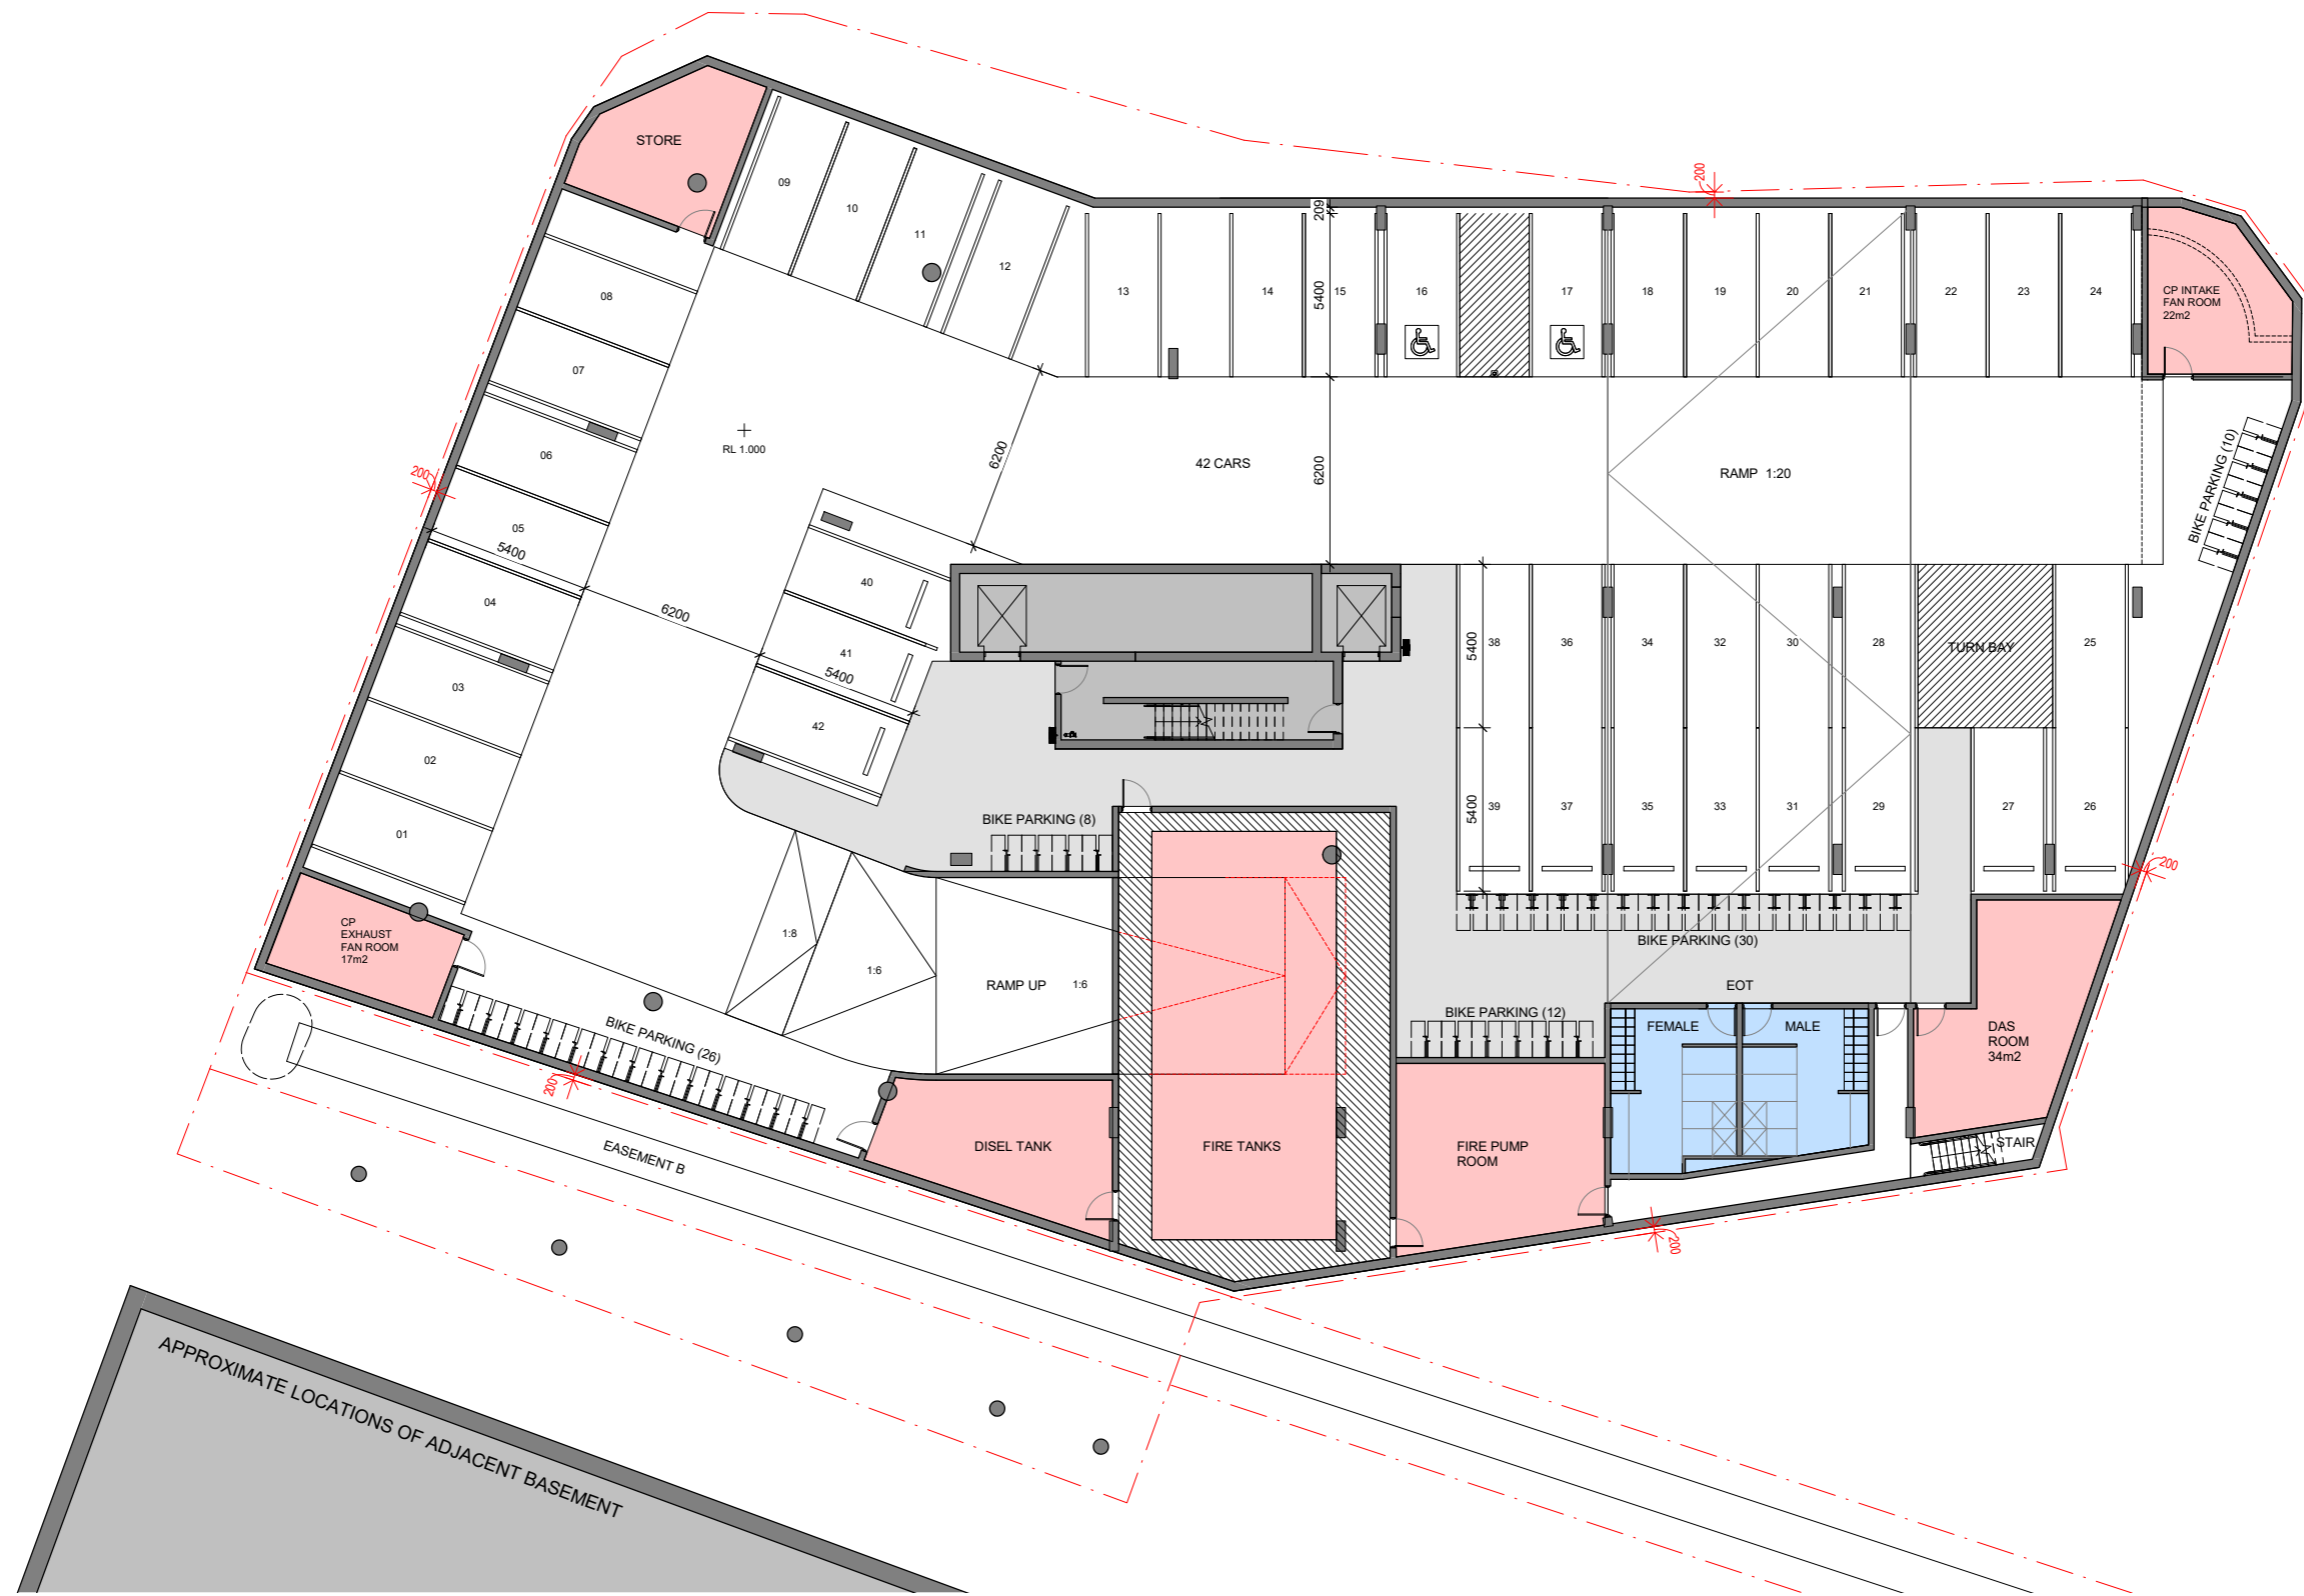 STORE
09
10
11
12
13
14
15
16
17
18
19
20
21
22
23
24
209
5400
200
CP INTAKE
FAN ROOM
22m2
08
07
06
05
04
03
02
01
200
5400
6200
RL 1.000
6200
42 CARS
6200
RAMP 1:20
BIKE PARKING (10)
40
41
42
5400
38
36
34
32
30
28
TURN BAY
25
5400
39
37
35
33
31
29
27
26
5400
200
BIKE PARKING (8)
BIKE PARKING (30)
EOT
BIKE PARKING (12)
CP
EXHAUST
FAN ROOM
17m2
1:8
1:6
RAMP UP 1:6
BIKE PARKING (26)
200
FEMALE
MALE
DAS
ROOM
34m2
STAIR
DISEL TANK
FIRE TANKS
FIRE PUMP
ROOM
200
EASEMENT B
APPROXIMATE LOCATIONS OF ADJACENT BASEMENT